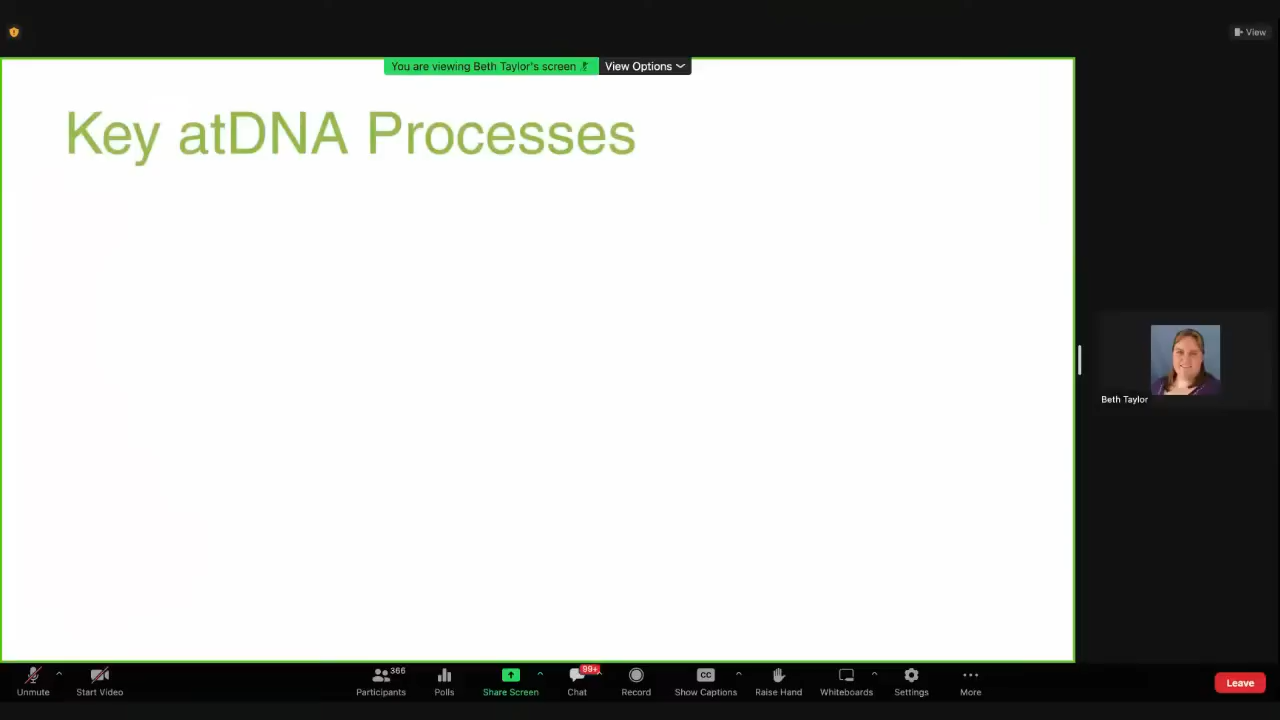 View
You are viewing Beth Taylor's screen
View Options
Key atDNA Processes
Beth Taylor
366
99+
CC
Unmute
Start Video
Participants
Polls
Share Screen
Chat
Record
Show Captions
Raise Hand
Whiteboards
Settings
More
Leave